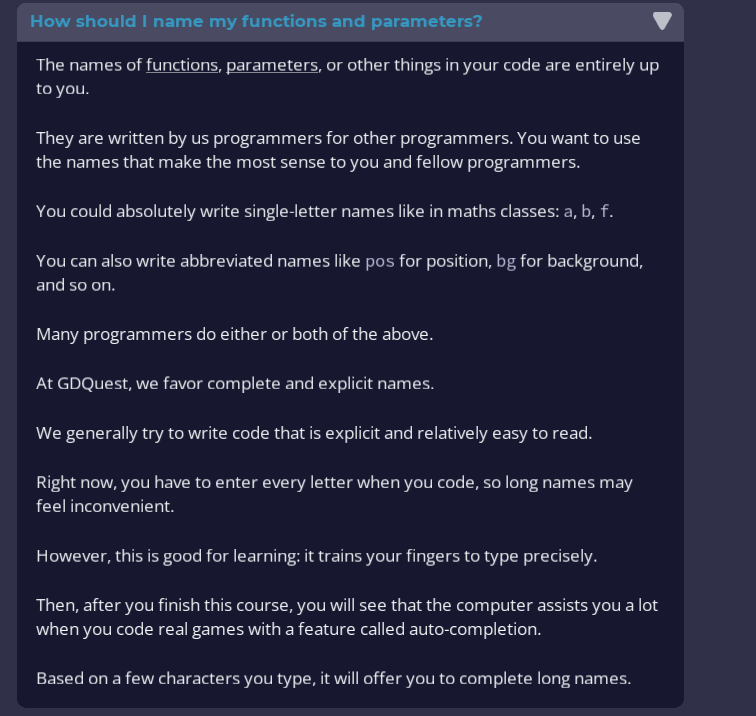 How should I name my functions and parameters?
The names of functions, parameters, or other things in your code are entirely up
to you.
They are written by us programmers for other programmers. You want to use
the names that make the most sense to you and fellow programmers.
You could absolutely write single-letter names like in maths classes: a, b, f.
You can also write abbreviated names like pos for position, bg for background,
and so on.
Many programmers do either or both of the above.
At GDQuest, we favor complete and explicit names.
We generally try to write code that is explicit and relatively easy to read.
Right now, you have to enter every letter when you code, so long names may
feel inconvenient.
However, this is good for learning: it trains your fingers to type precisely.
Then, after you finish this course, you will see that the computer assists you a lot
when you code real games with a feature called auto-completion.
Based on a few characters you type, it will offer you to complete long names.